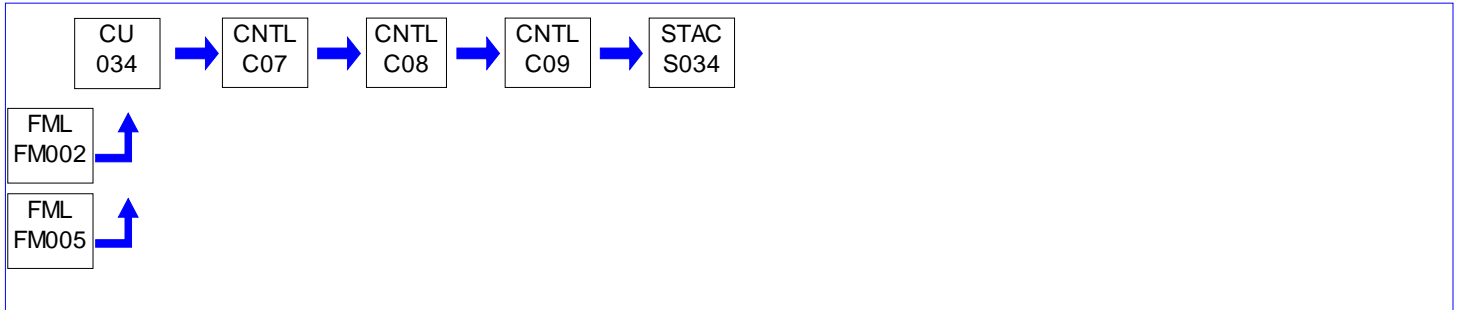 CU
034
CNTL
C07
CNTL
C08
CNTL
C09
STAC
S034
FML
FM002
FML
FM005